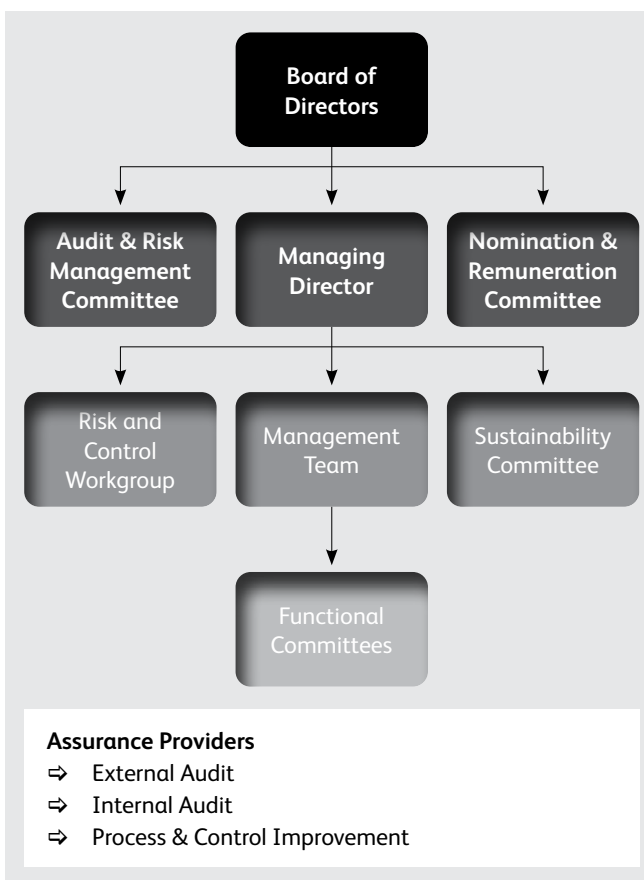 Board of
Directors
Audit & Risk
Management
Committee
Managing
Director
Nomination &
Remuneration
Committee
Risk and
Control
Workgroup
Management
Team
Sustainability
Committee
Functional
Committees
Assurance Providers
⇨ External Audit
⇨ Internal Audit
⇨ Process & Control Improvement